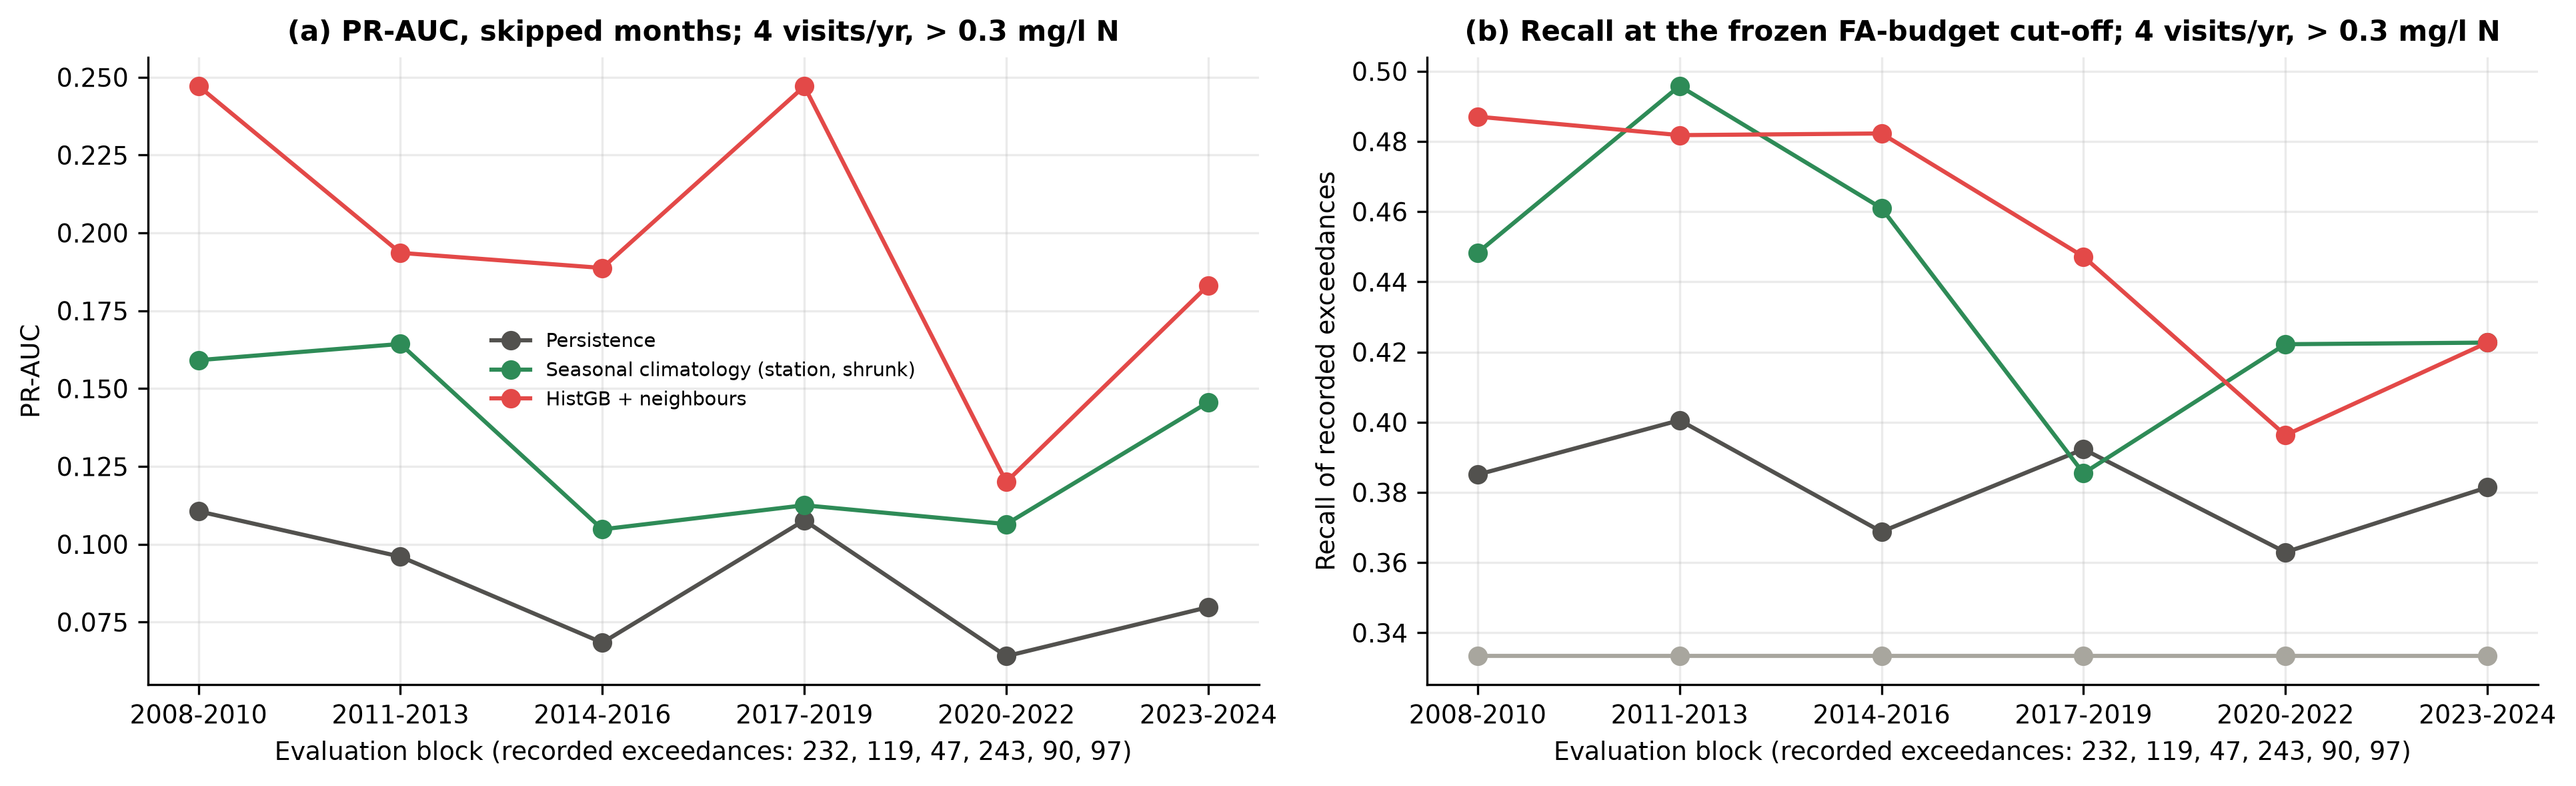 (a) PR-AUC, skipped months; 4 visits/yr, > 0.3 mg/l N
0.250
0.225
0.200
0.175
0.150
0.125
0.100
0.075
PR-AUC
Persistence
Seasonal climatology (station, shrunk)
HistGB + neighbours
2008-2010 2011-2013 2014-2016 2017-2019 2020-2022 2023-2024
Evaluation block (recorded exceedances: 232, 119, 47, 243, 90, 97)
(b) Recall at the frozen FA-budget cut-off; 4 visits/yr, > 0.3 mg/l N
0.50
0.48
0.46
0.44
0.42
0.40
0.38
0.36
0.34
Recall of recorded exceedances
2008-2010 2011-2013 2014-2016 2017-2019 2020-2022 2023-2024
Evaluation block (recorded exceedances: 232, 119, 47, 243, 90, 97)